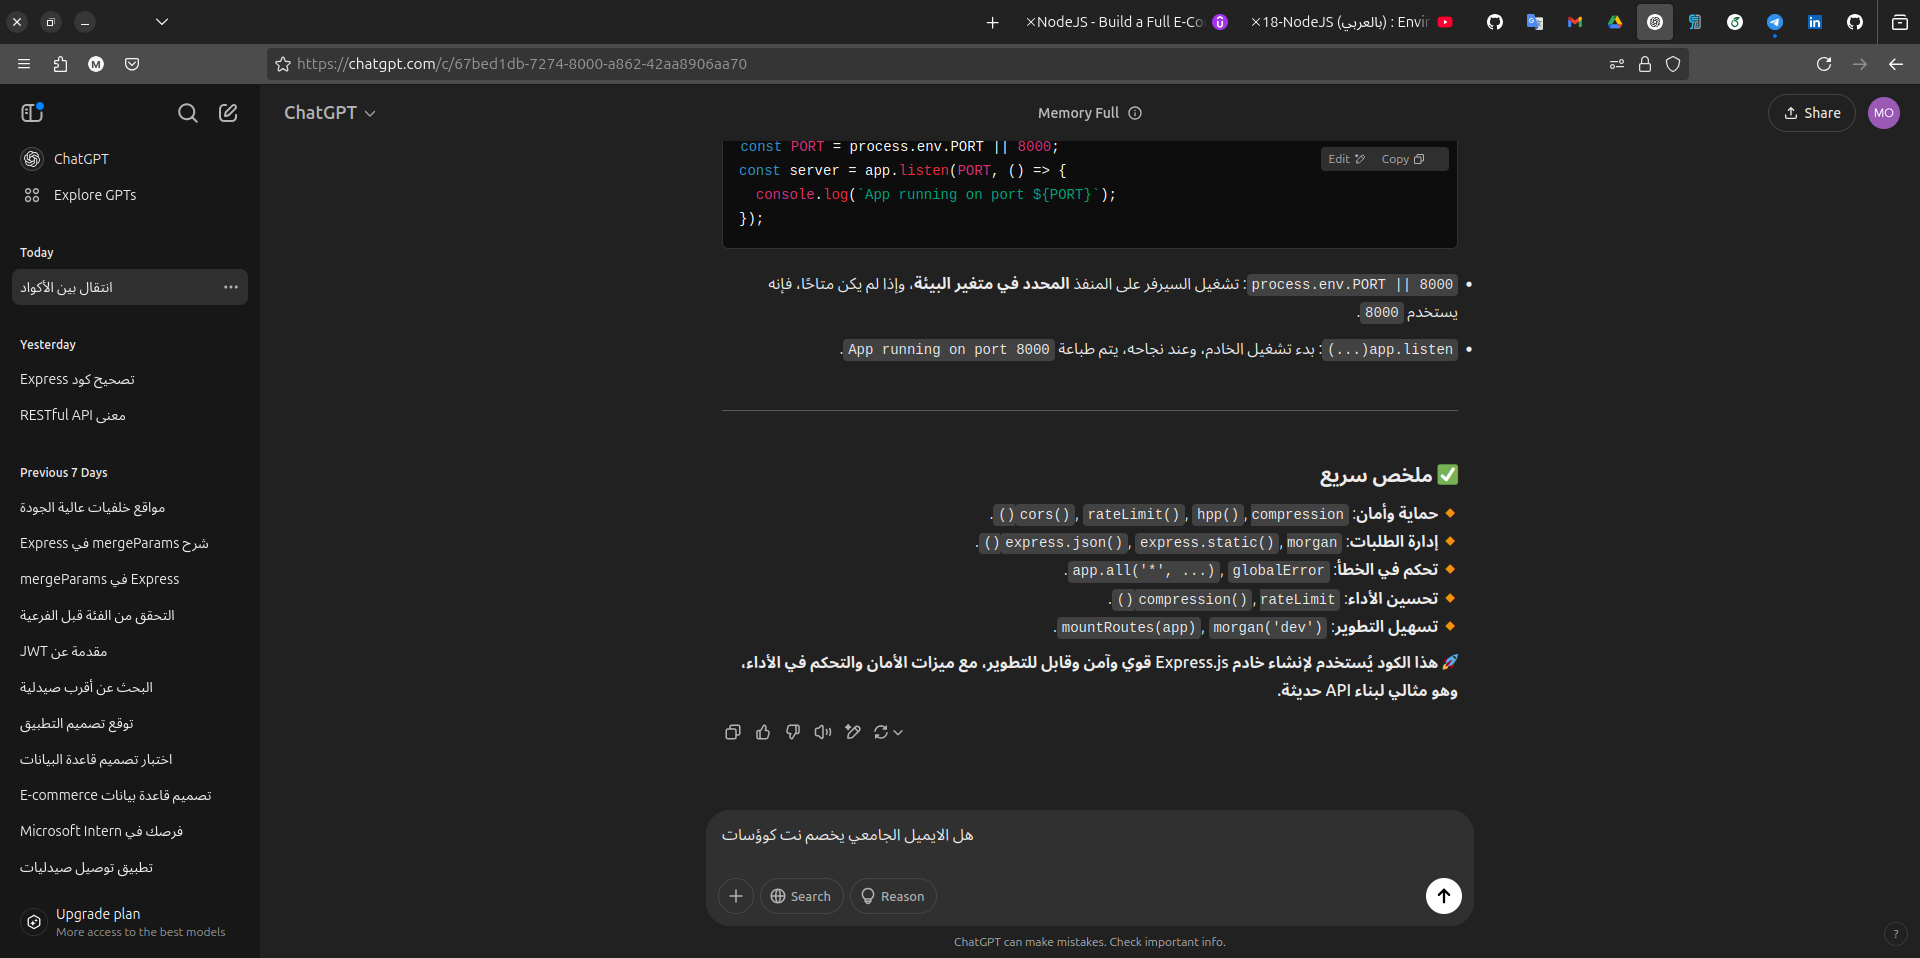 NodeJS - Build a Full E-Co
18-NodeJS (بالعربي) : Envir
https://chatgpt.com/c/67bed1db-7274-8000-a862-42aa8906aa70
ChatGPT
Explore GPTs
Today
انتقال بين الأكواد
Yesterday
تصحيح كود Express
معنى RESTful API
Previous 7 Days
مواقع خلفيات عالية الجودة
شرح mergeParams في Express
mergeParams في Express
التحقق من الفئة قبل الفرعية
مقدمة عن JWT
البحث عن أقرب صيدلية
توقع تصميم التطبيق
اختبار تصميم قاعدة البيانات
تصميم قاعدة بيانات E-commerce
فرصك في Microsoft Intern
تطبيق توصيل صيدليات
Upgrade plan
More access to the best models
ChatGPT
Memory Full
Share
MO
const PORT = process.env.PORT || 8000;
Edit Copy
const server = app.listen(PORT, () => {
console.log(`App running on port ${PORT}`);
});
process.env.PORT || 8000: تشغيل السيرفر على المنفذ المحدد في متغير البيئة، وإذا لم يكن متاحًا، فإنه
يستخدم 8000.
app.listen(...): بدء تشغيل الخادم، وعند نجاحه، يتم طباعة App running on port 8000.
✅ ملخص سريع
🔸 حماية وأمان: compression, hpp(), rateLimit(), cors()().
🔸 إدارة الطلبات: morgan, express.static(), express.json()().
🔸 تحكم في الخطأ: globalError, app.all('*', ...).
🔸 تحسين الأداء: rateLimit, compression()().
🔸 تسهيل التطوير: morgan('dev'), mountRoutes(app).
🚀 هذا الكود يُستخدم لإنشاء خادم Express.js قوي وآمن وقابل للتطوير، مع ميزات الأمان والتحكم في الأداء،
وهو مثالي لبناء API حديثة.
هل الايميل الجامعي يخصم نت كوؤسات
Search
Reason
ChatGPT can make mistakes. Check important info.
?